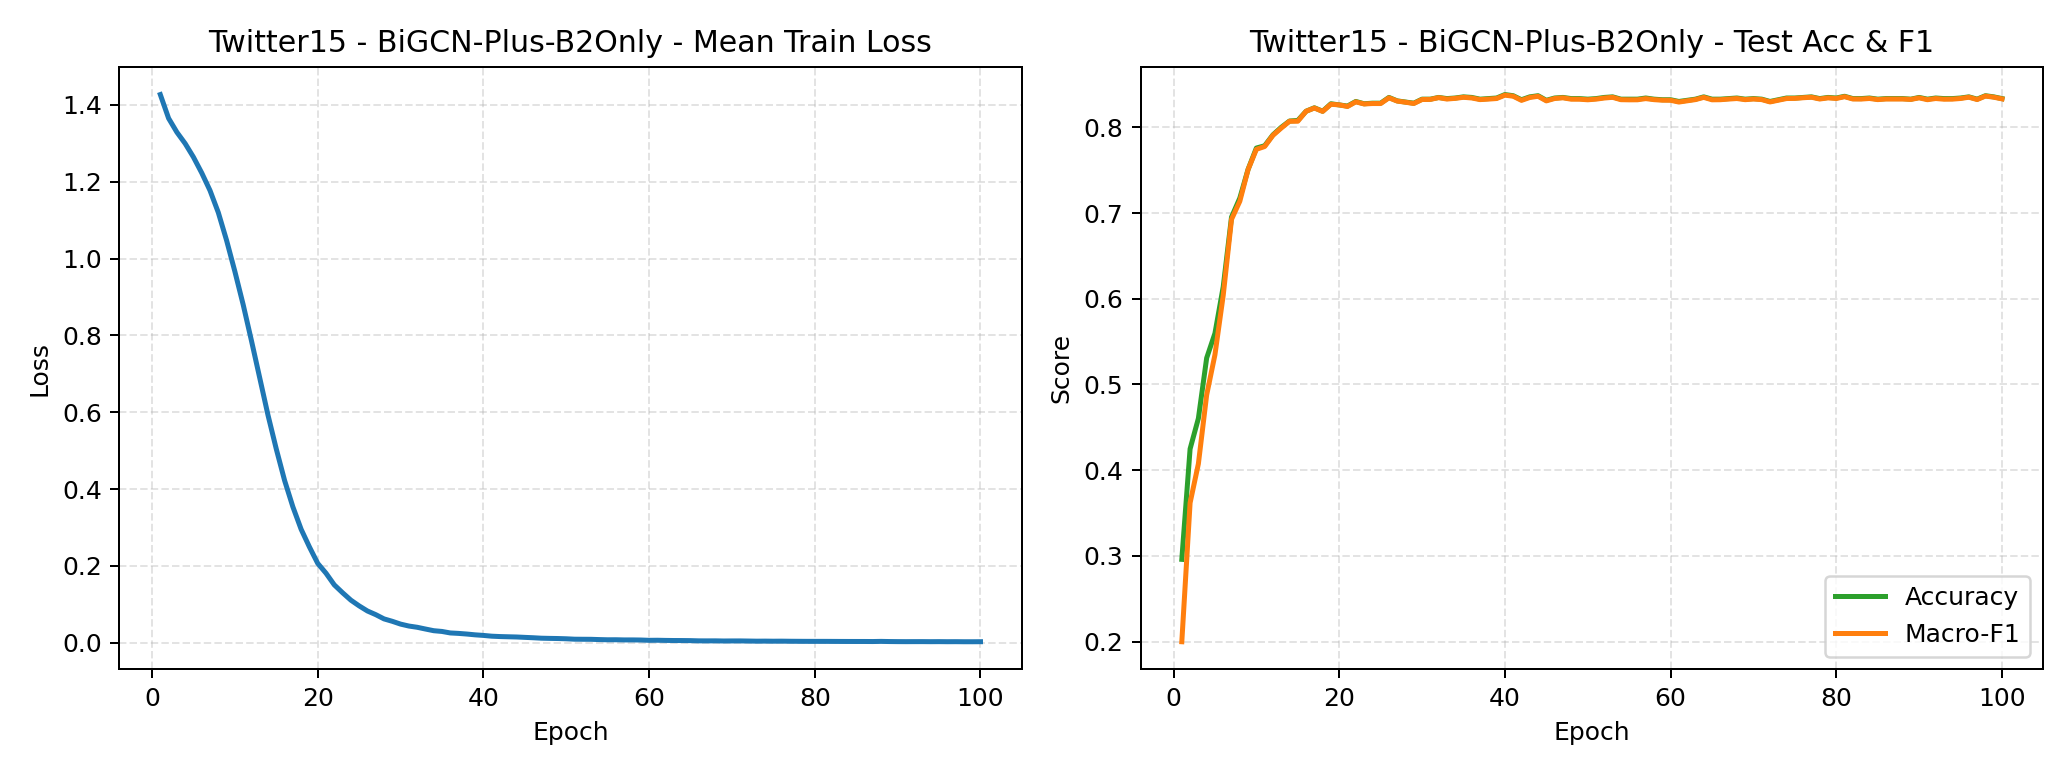 Twitter15 - BiGCN-Plus-B2Only - Mean Train Loss
1.4
1.2
1.0
0.8
0.6
0.4
0.2
0.0
Loss
0 20 40 60 80 100
Epoch
Twitter15 - BiGCN-Plus-B2Only - Test Acc & F1
0.8
0.7
0.6
0.5
0.4
0.3
0.2
Score
Accuracy
Macro-F1
0 20 40 60 80 100
Epoch